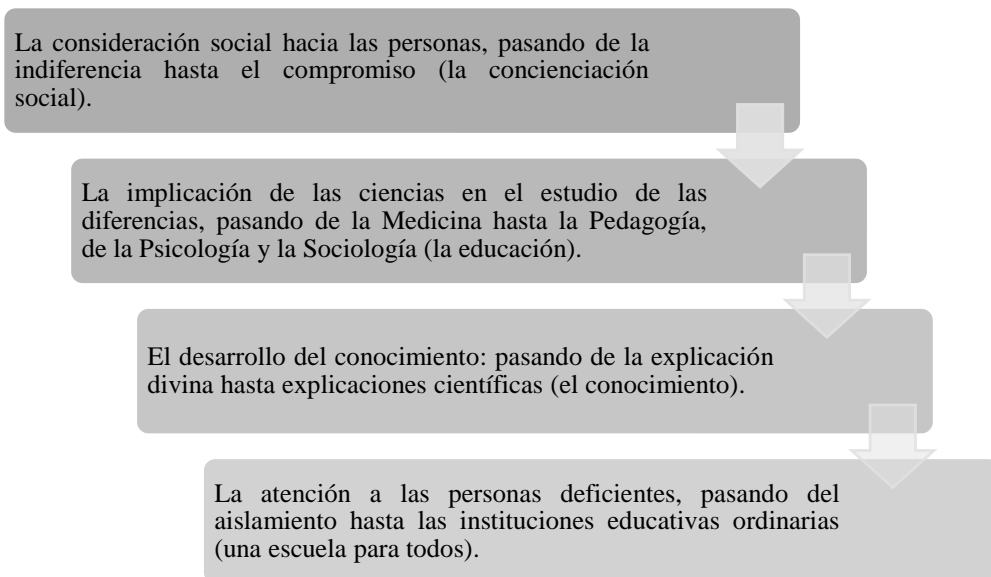 La consideración social hacia las personas, pasando de la
indiferencia hasta el compromiso (la concienciación
social).
La implicación de las ciencias en el estudio de las
diferencias, pasando de la Medicina hasta la Pedagogía,
de la Psicología y la Sociología (la educación).
El desarrollo del conocimiento: pasando de la explicación
divina hasta explicaciones científicas (el conocimiento).
La atención a las personas deficientes, pasando del
aislamiento hasta las instituciones educativas ordinarias
(una escuela para todos).